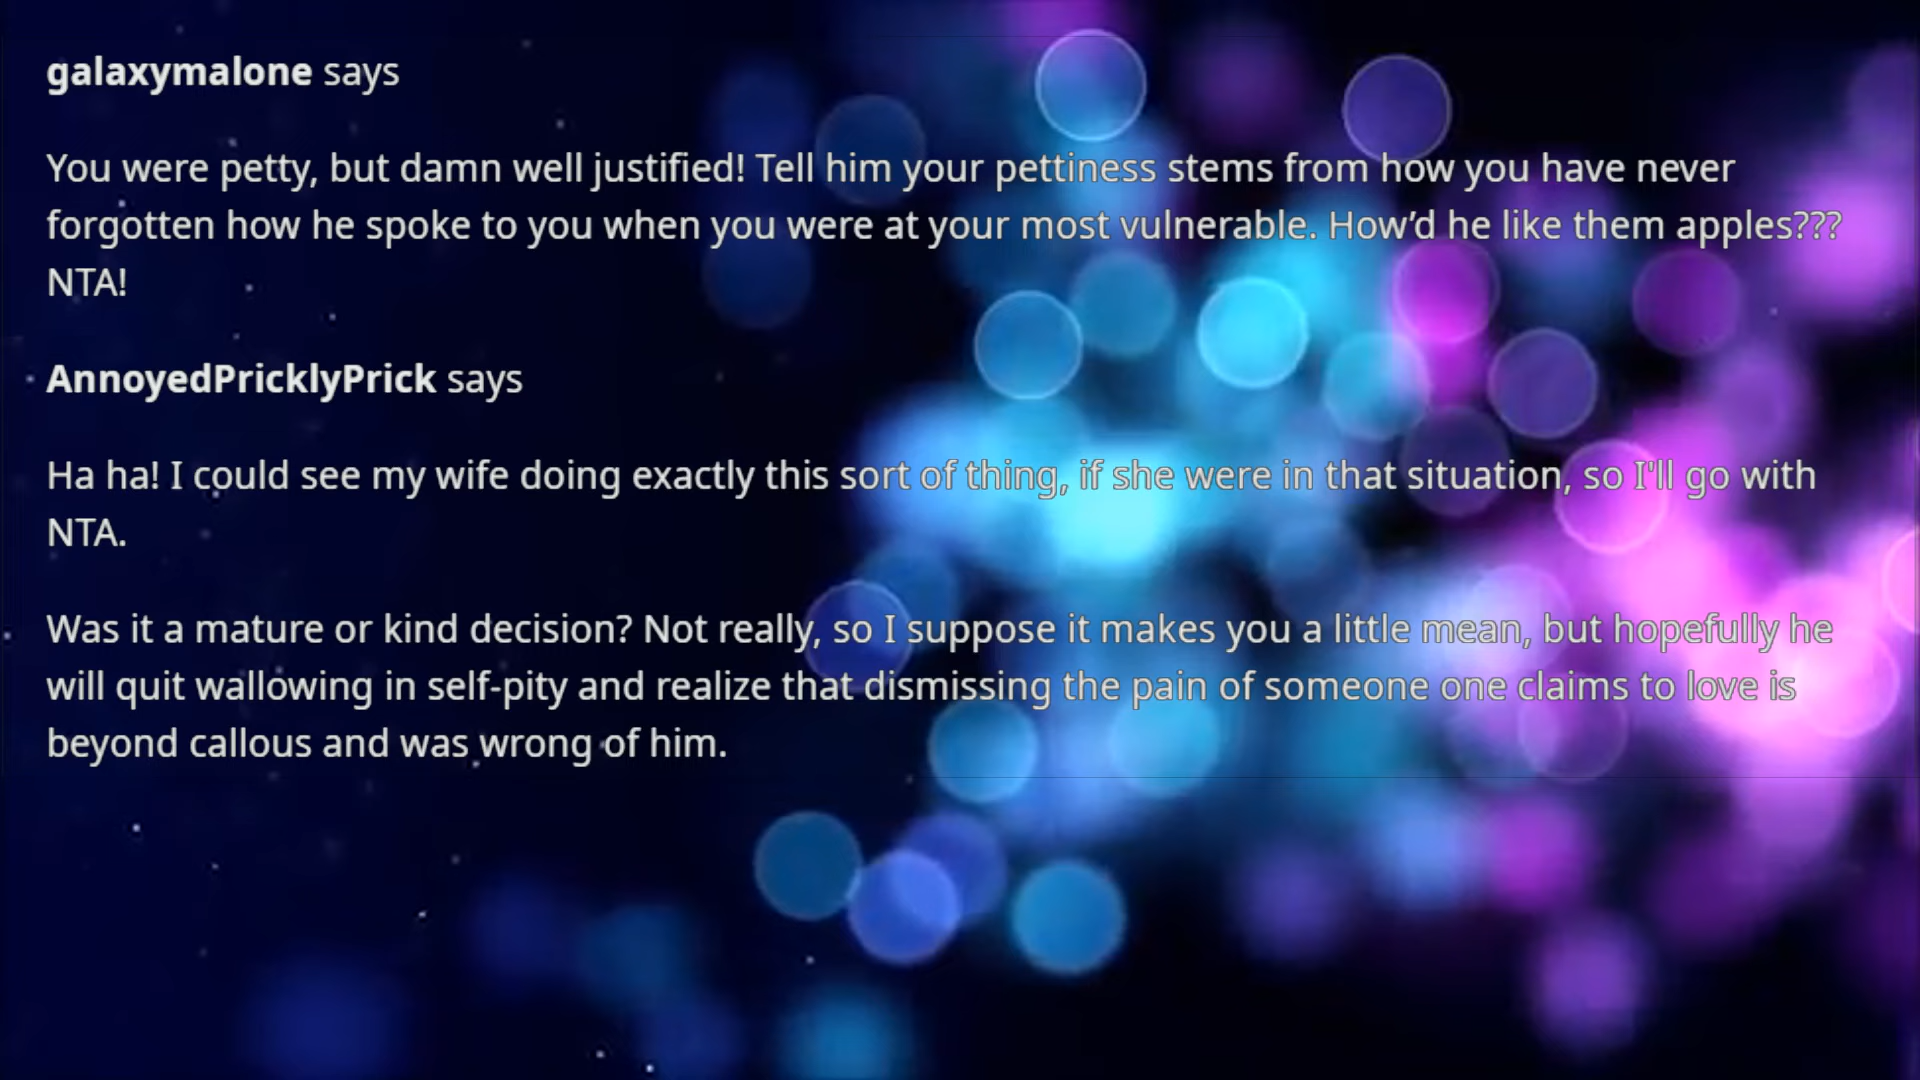 galaxymalone says
You were petty, but damn well justified! Tell him your pettiness stems from how you have never
forgotten how he spoke to you when you were at your most vulnerable. How’d he like them apples???
NTA!
AnnoyedPricklyPrick says
Ha ha! I could see my wife doing exactly this sort of thing, if she were in that situation, so I'll go with
NTA.
Was it a mature or kind decision? Not really, so I suppose it makes you a little mean, but hopefully he
will quit wallowing in self-pity and realize that dismissing the pain of someone one claims to love is
beyond callous and was wrong of him.